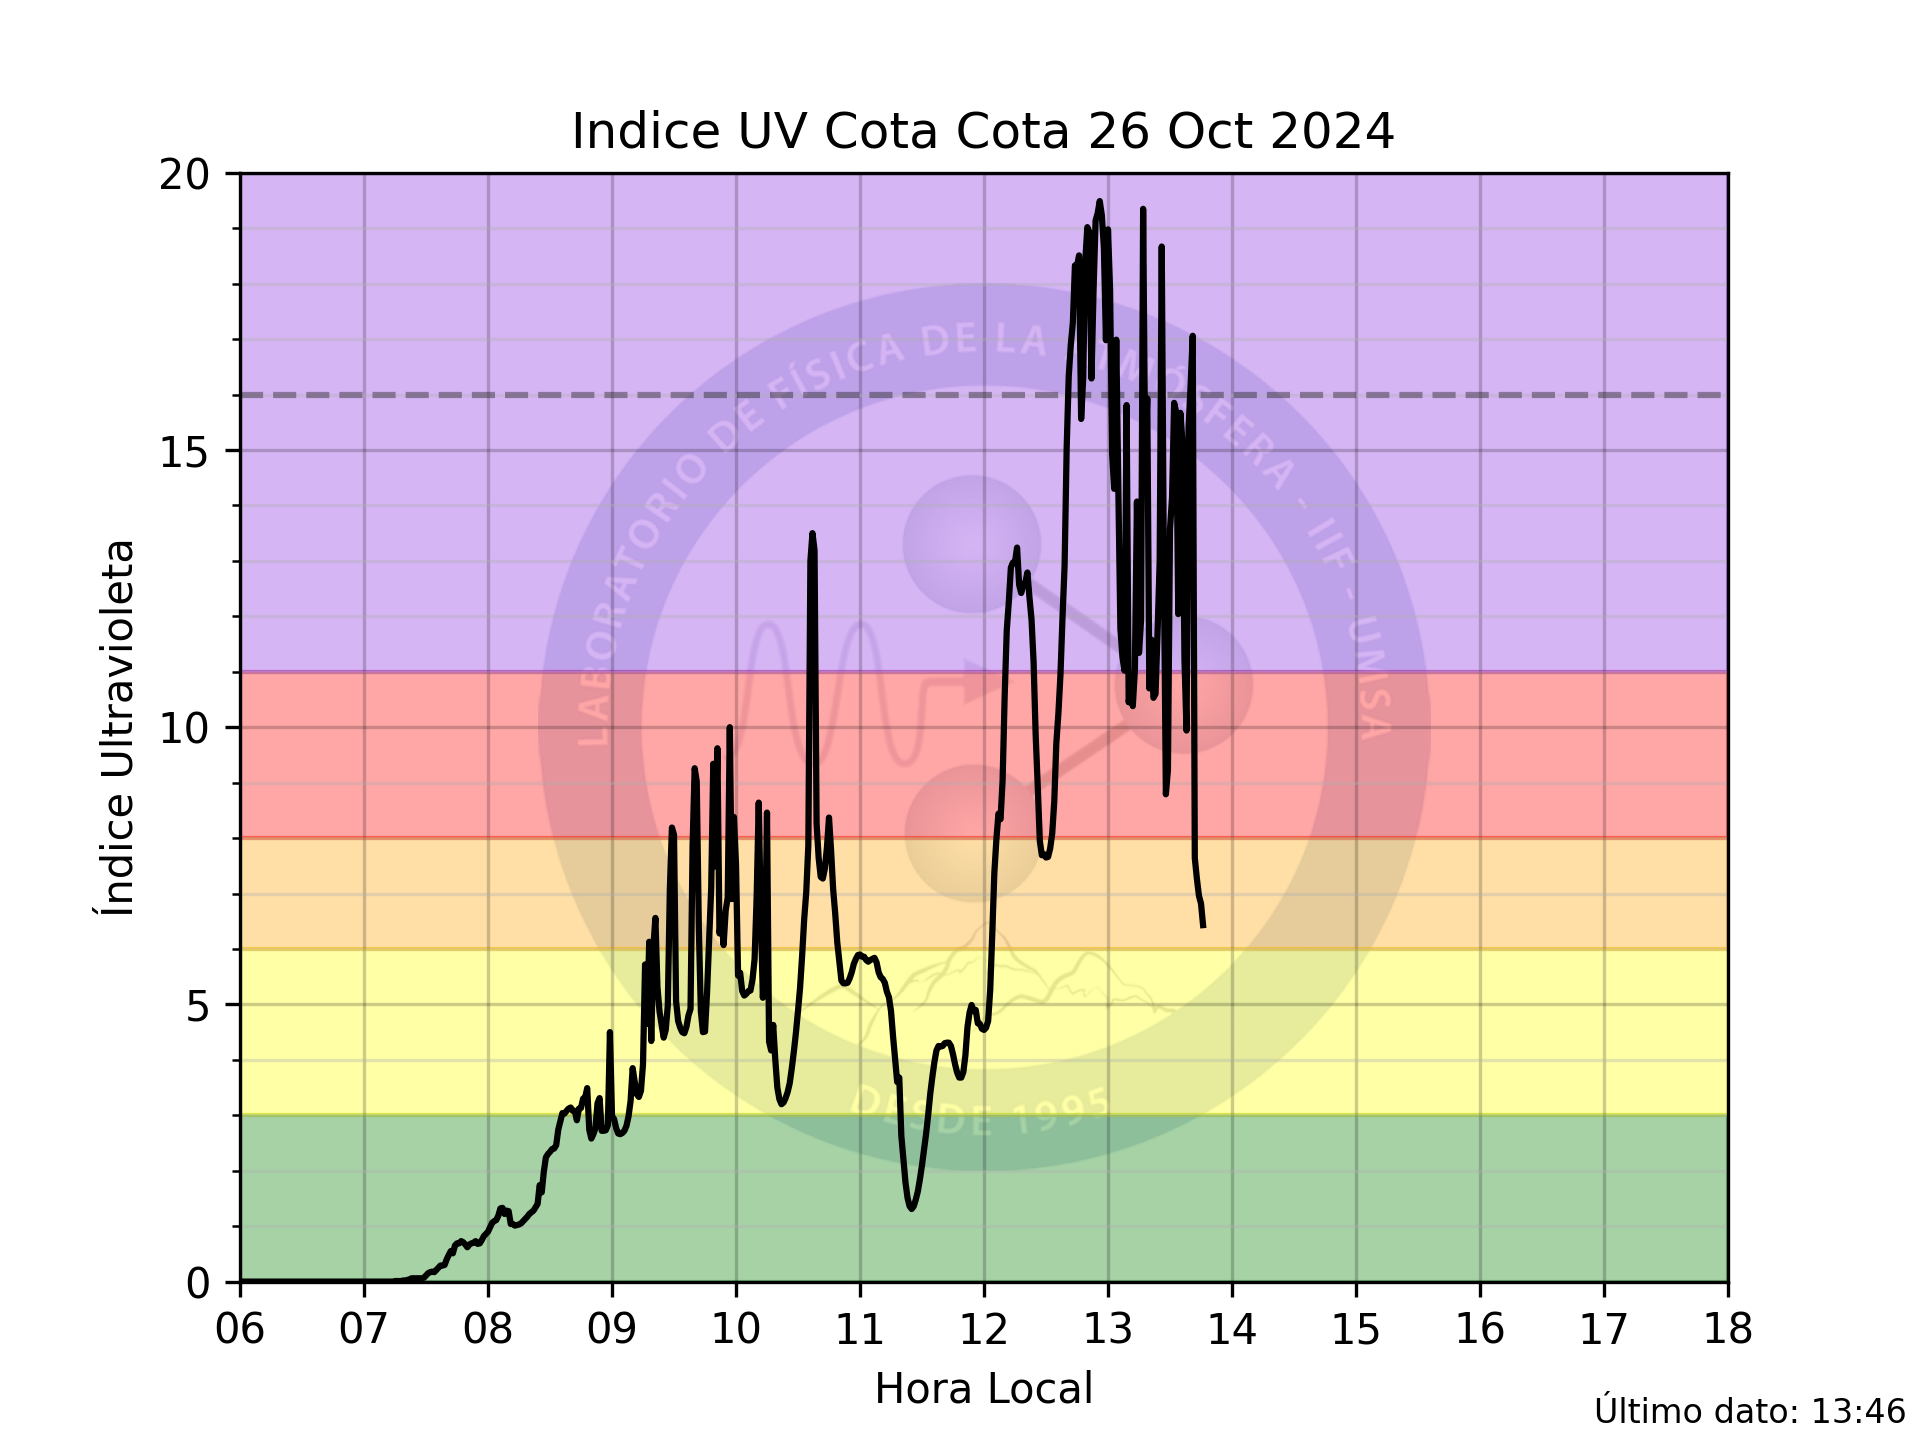 Indice UV Cota Cota 26 Oct 2024
20
15
10
5
0
Índice Ultravioleta
LABORATORIO DE FÍSICA DE LA ATMÓSFERA - IIF - UMSA
DESDE 1995
06 07 08 09 10 11 12 13 14 15 16 17 18
Hora Local
Último dato: 13:46